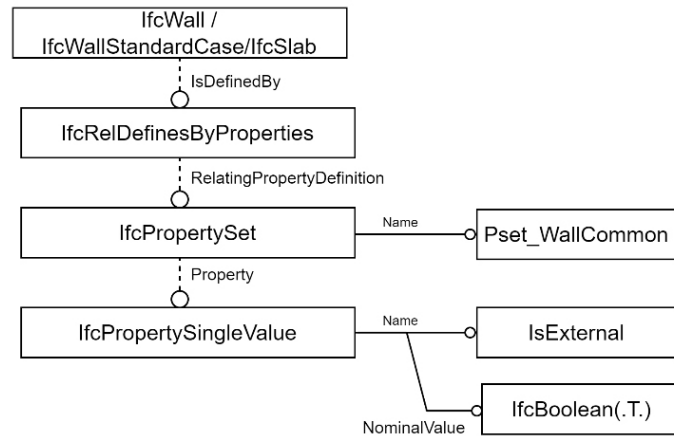 IfcWall /
IfcWallStandardCase/IfcSlab
IsDefinedBy
IfcRelDefinesByProperties
RelatingPropertyDefinition
IfcPropertySet
Name
Pset_WallCommon
Property
IfcPropertySingleValue
Name
IsExternal
NominalValue
IfcBoolean(.T.)